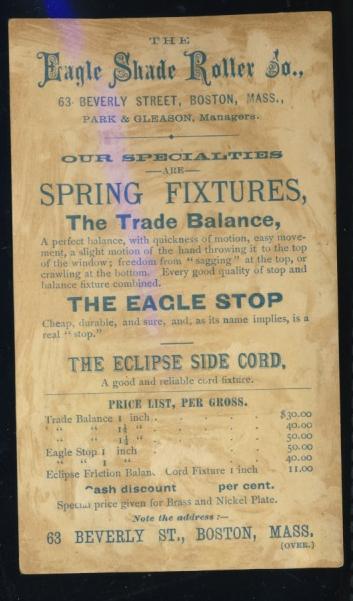 THE
Eagle Shade Roller Co.,
63 BEVERLY STREET, BOSTON, MASS.,
PARK & GLEASON, Managers.
OUR SPECIALTIES
—ARE—
SPRING FIXTURES,
The Trade Balance,
A perfect balance, with quickness of motion, easy move-
ment, a slight motion of the hand throwing it to the top
of the window; freedom from "sagging" at the top, or
crawling at the bottom. Every good quality of stop and
balance fixture combined.
THE EAGLE STOP
Cheap, durable, and sure, and, as its name implies, is a
real "stop."
THE ECLIPSE SIDE CORD,
A good and reliable cord fixture.
PRICE LIST, PER GROSS.
Trade Balance 1 inch . . . . $30.00
" " 1¼ " . . . . 40.00
" " 1½ " . . . . 50.00
Eagle Stop 1 inch . . . . 50.00
" " 1 " . . . . 40.00
Eclipse Friction Balan. Cord Fixture 1 inch 11.00
Cash discount per cent.
Special price given for Brass and Nickel Plate.
Note the address :—
63 BEVERLY ST., BOSTON, MASS.
(OVER.)